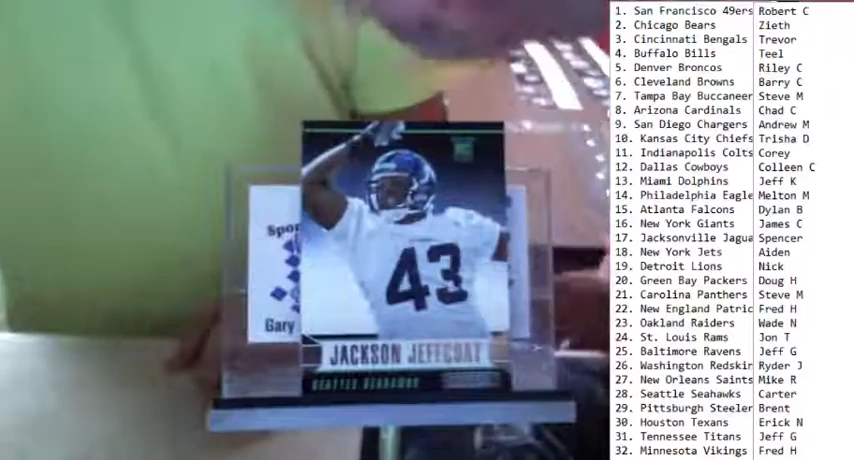 Spor
Gary
43
JACKSON JEFFCOAT
SEATTLE SEAHAWKS
1. San Francisco 49ers Robert C
2. Chicago Bears Zieth
3. Cincinnati Bengals Trevor
4. Buffalo Bills Teel
5. Denver Broncos Riley C
6. Cleveland Browns Barry C
7. Tampa Bay Buccaneer Steve M
8. Arizona Cardinals Chad C
9. San Diego Chargers Andrew M
10. Kansas City Chiefs Trisha D
11. Indianapolis Colts Corey
12. Dallas Cowboys Colleen C
13. Miami Dolphins Jeff K
14. Philadelphia Eagle Melton M
15. Atlanta Falcons Dylan B
16. New York Giants James C
17. Jacksonville Jagua Spencer
18. New York Jets Aiden
19. Detroit Lions Nick
20. Green Bay Packers Doug H
21. Carolina Panthers Steve M
22. New England Patric Fred H
23. Oakland Raiders Wade N
24. St. Louis Rams Jon T
25. Baltimore Ravens Jeff G
26. Washington Redskin Ryder J
27. New Orleans Saints Mike R
28. Seattle Seahawks Carter
29. Pittsburgh Steeler Brent
30. Houston Texans Erick N
31. Tennessee Titans Jeff G
32. Minnesota Vikings Fred H